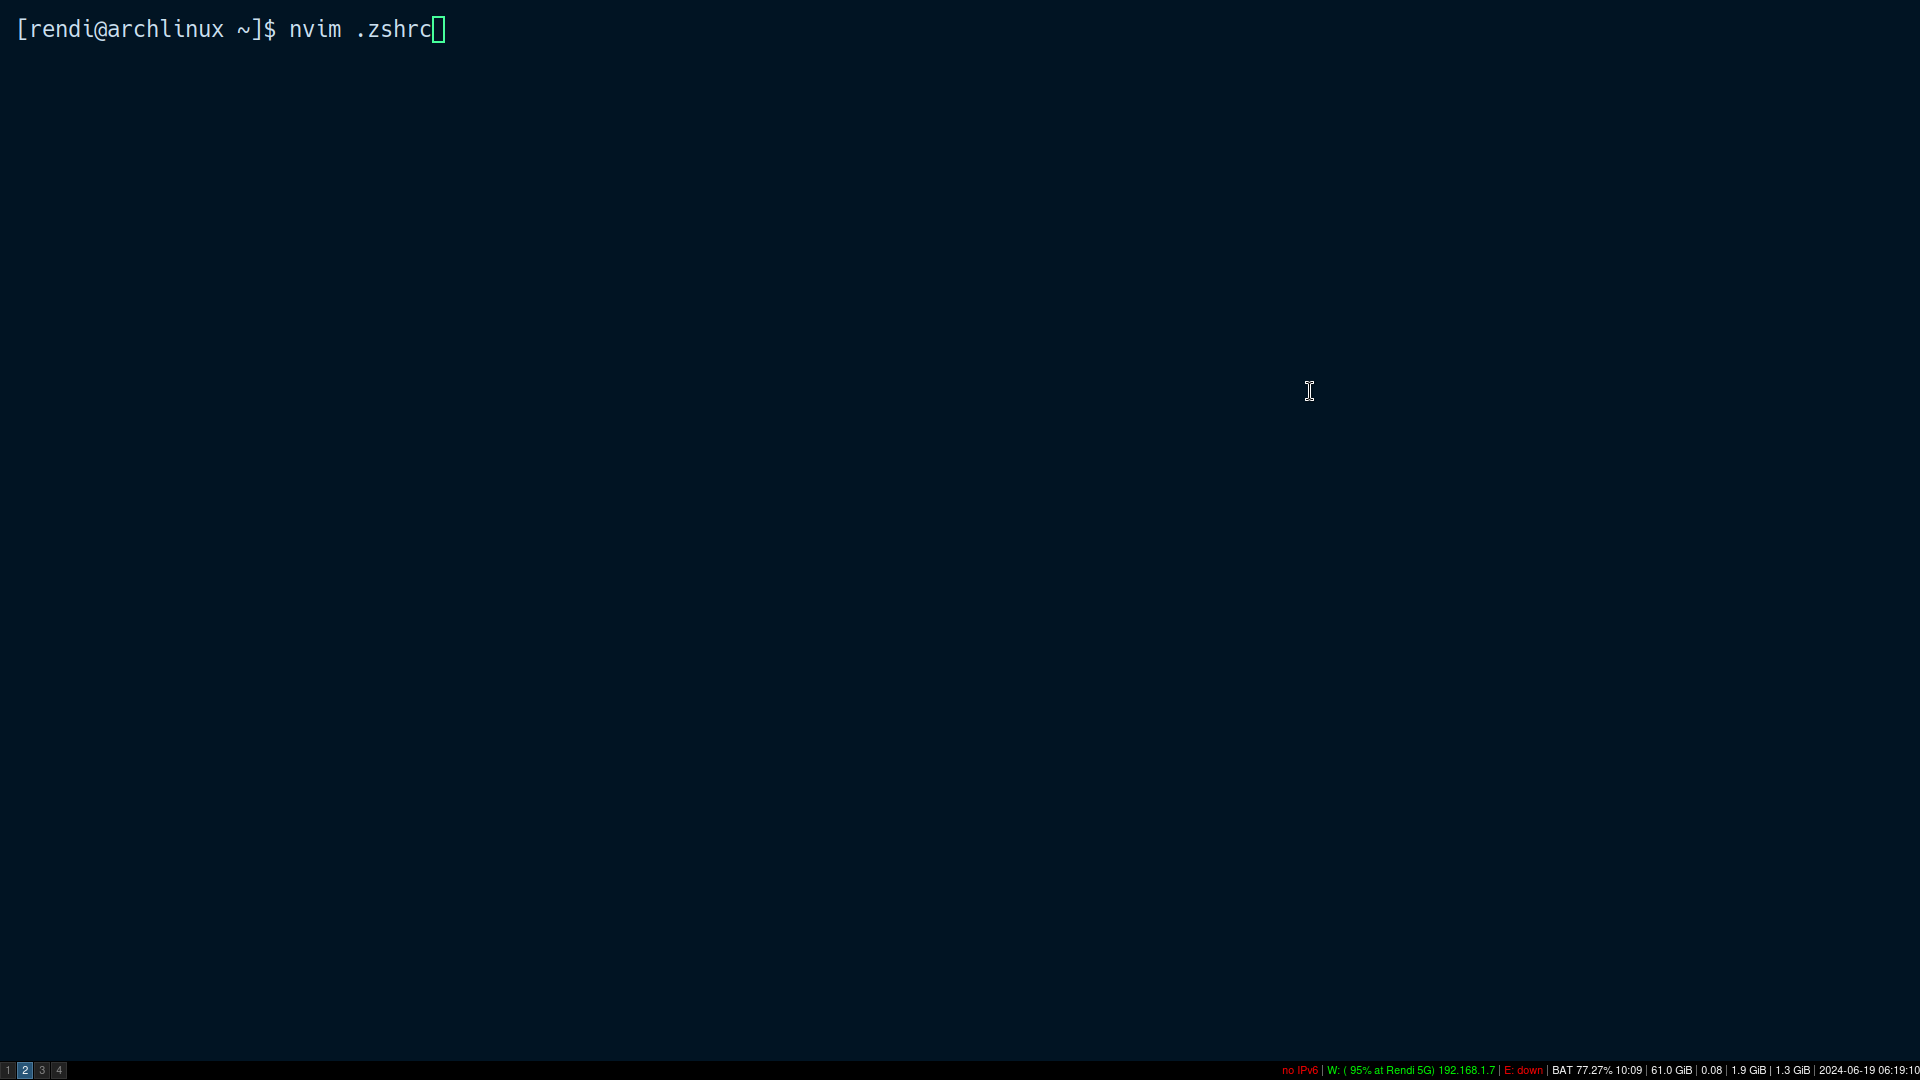 [rendi@archlinux ~]$ nvim .zshrc
1 2 3 4 no IPv6 | W: ( 95% at Rendi 5G) 192.168.1.7 | E: down | BAT 77.27% 10:09 | 61.0 GiB | 0.08 | 1.9 GiB | 1.3 GiB | 2024-06-19 06:19:10